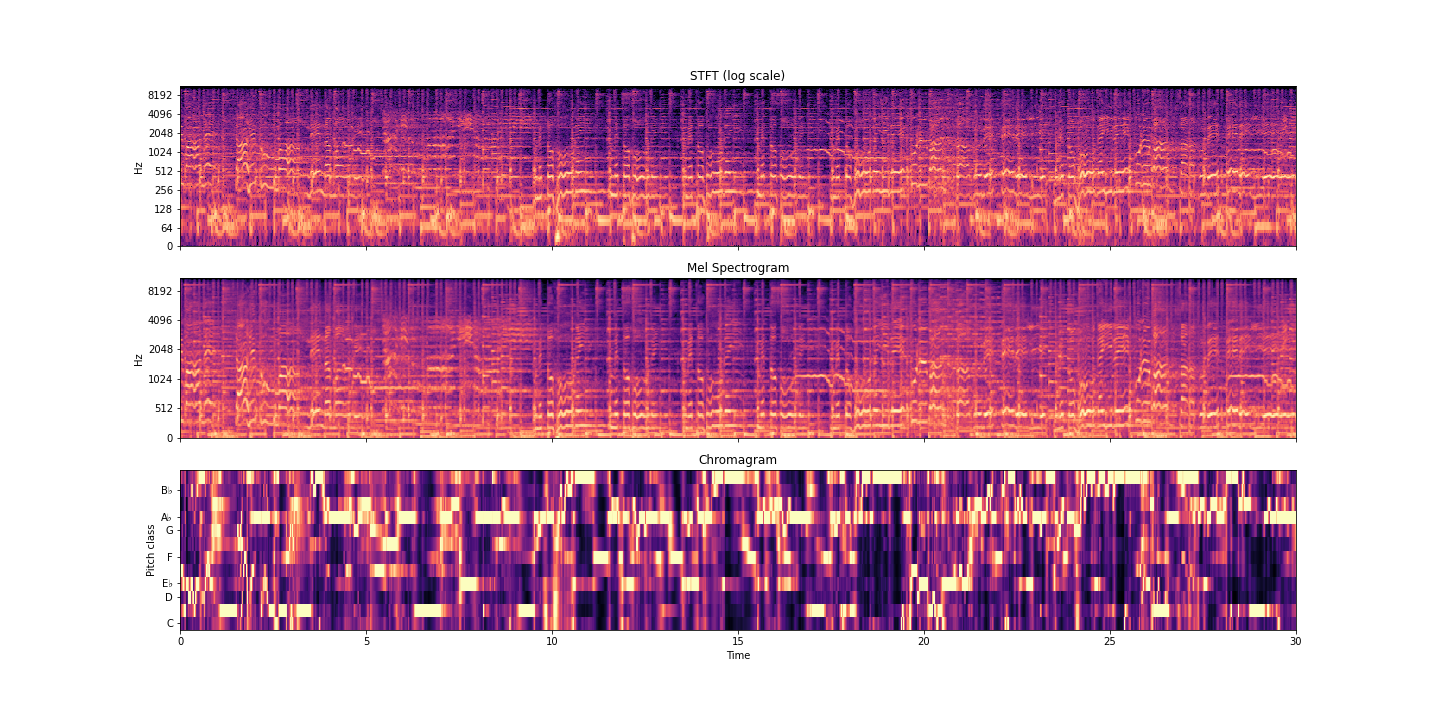 STFT (log scale)
8192
4096
2048
1024
512
256
128
64
0
Hz
Mel Spectrogram
8192
4096
2048
1024
512
0
Hz
Chromagram
B♭
A♭
G
F
E♭
D
C
Pitch class
0 5 10 15 20 25 30
Time